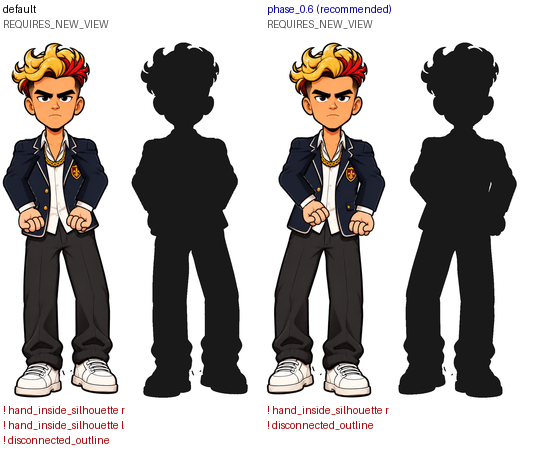 default
REQUIRES_NEW_VIEW
! hand_inside_silhouette r
! hand_inside_silhouette l
! disconnected_outline
phase_0.6 (recommended)
REQUIRES_NEW_VIEW
! hand_inside_silhouette r
! disconnected_outline